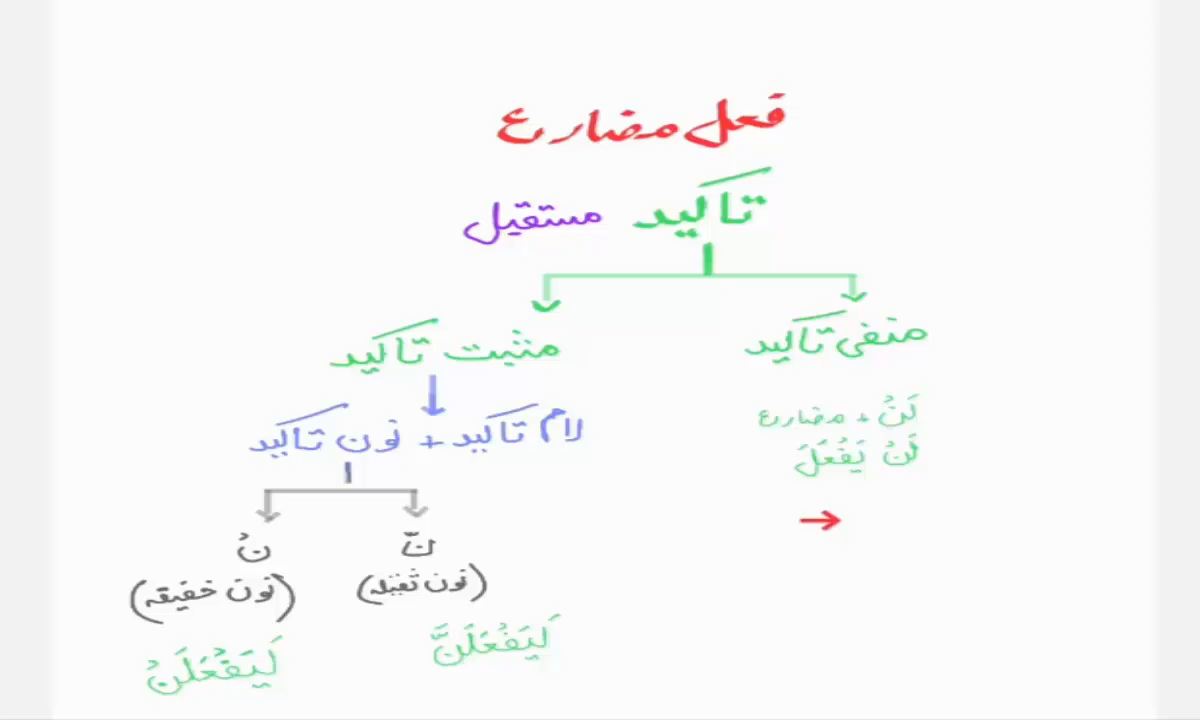 فعل مضارع
تاکید مستقبل
منفی تاکید
مثبت تاکید
لَنْ + مضارع
لام تاکید + نون تاکید
لَنْ يَفْعَلَ
نَّ
نْ
(نون ثقیلہ)
(نون خفیفہ)
لَيَفْعَلَنَّ
لَيَفْعَلَنْ